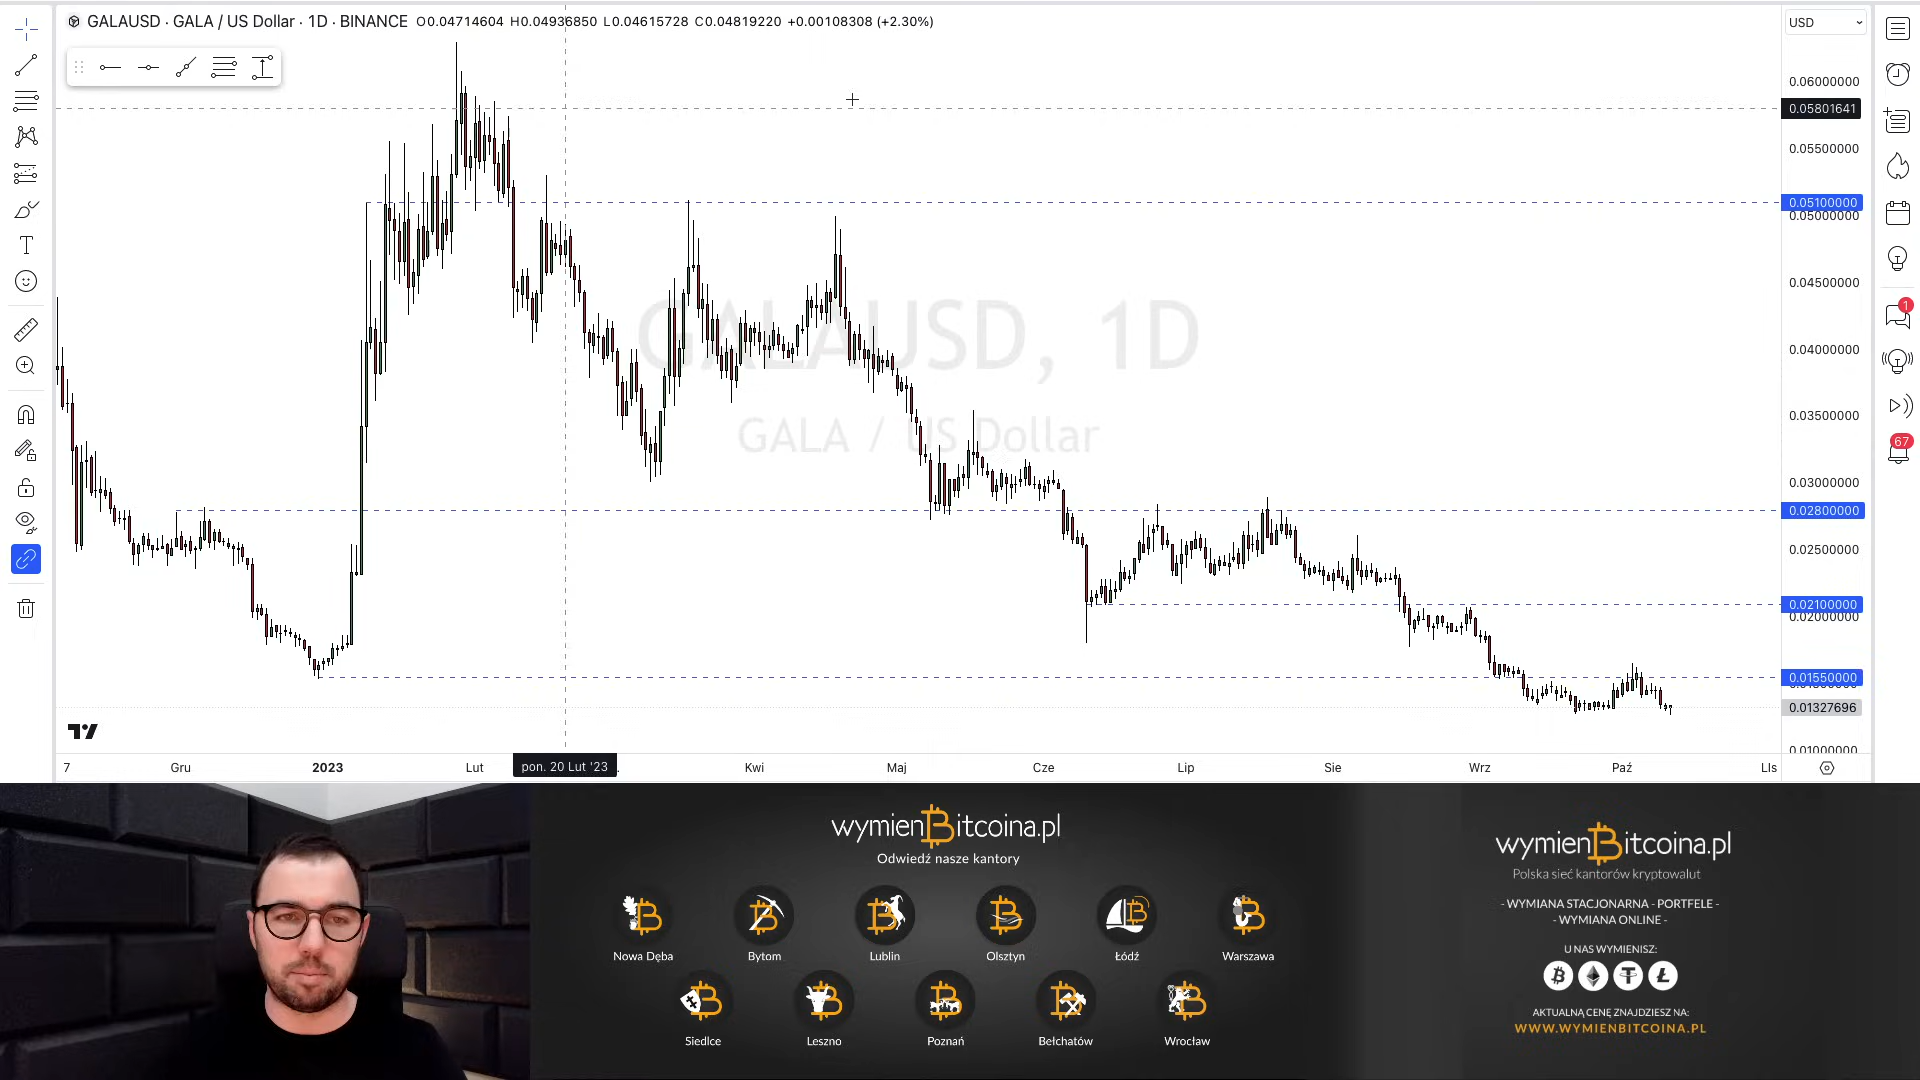 GALAUSD · GALA / US Dollar · 1D · BINANCE O0.04714604 H0.04936850 L0.04615728 C0.04819220 +0.00108308 (+2.30%)
USD
0.06000000
0.05801641
0.05500000
0.05100000
0.05000000
0.04500000
0.04000000
0.03500000
0.03000000
0.02800000
0.02500000
0.02100000
0.02000000
0.01550000
0.01327696
0.01000000
GALAUSD, 1D
GALA / US Dollar
1
67
7 Gru 2023 Lut pon. 20 Lut '23 Kwi Maj Cze Lip Sie Wrz Paź LIs
wymienBitcoina.pl
Odwiedź nasze kantory
Nowa Dęba Bytom Lublin Olsztyn Łódź Warszawa
Siedlce Leszno Poznań Bełchatów Wrocław
wymienBitcoina.pl
Polska sieć kantorów kryptowalut
- WYMIANA STACJONARNA - PORTFELE -
- WYMIANA ONLINE -
U NAS WYMIENISZ:
AKTUALNĄ CENĘ ZNAJDZIESZ NA:
WWW.WYMIENBITCOINA.PL